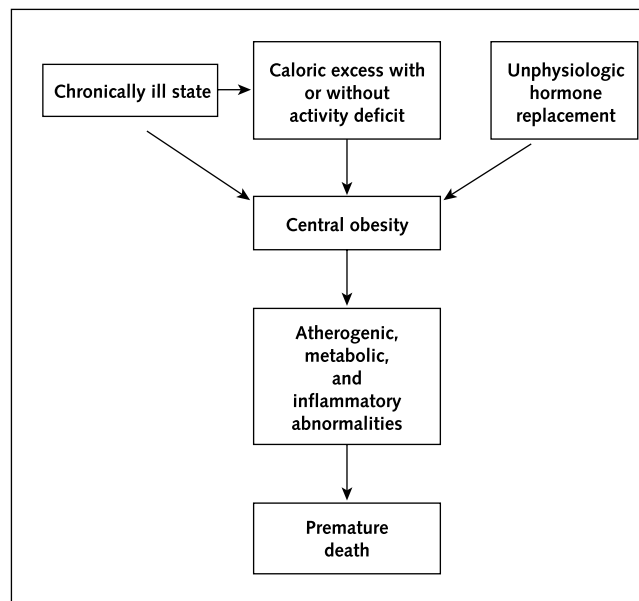 Chronically ill state
Caloric excess with
or without
activity deficit
Unphysiologic
hormone
replacement
Central obesity
Atherogenic,
metabolic,
and
inflammatory
abnormalities
Premature
death